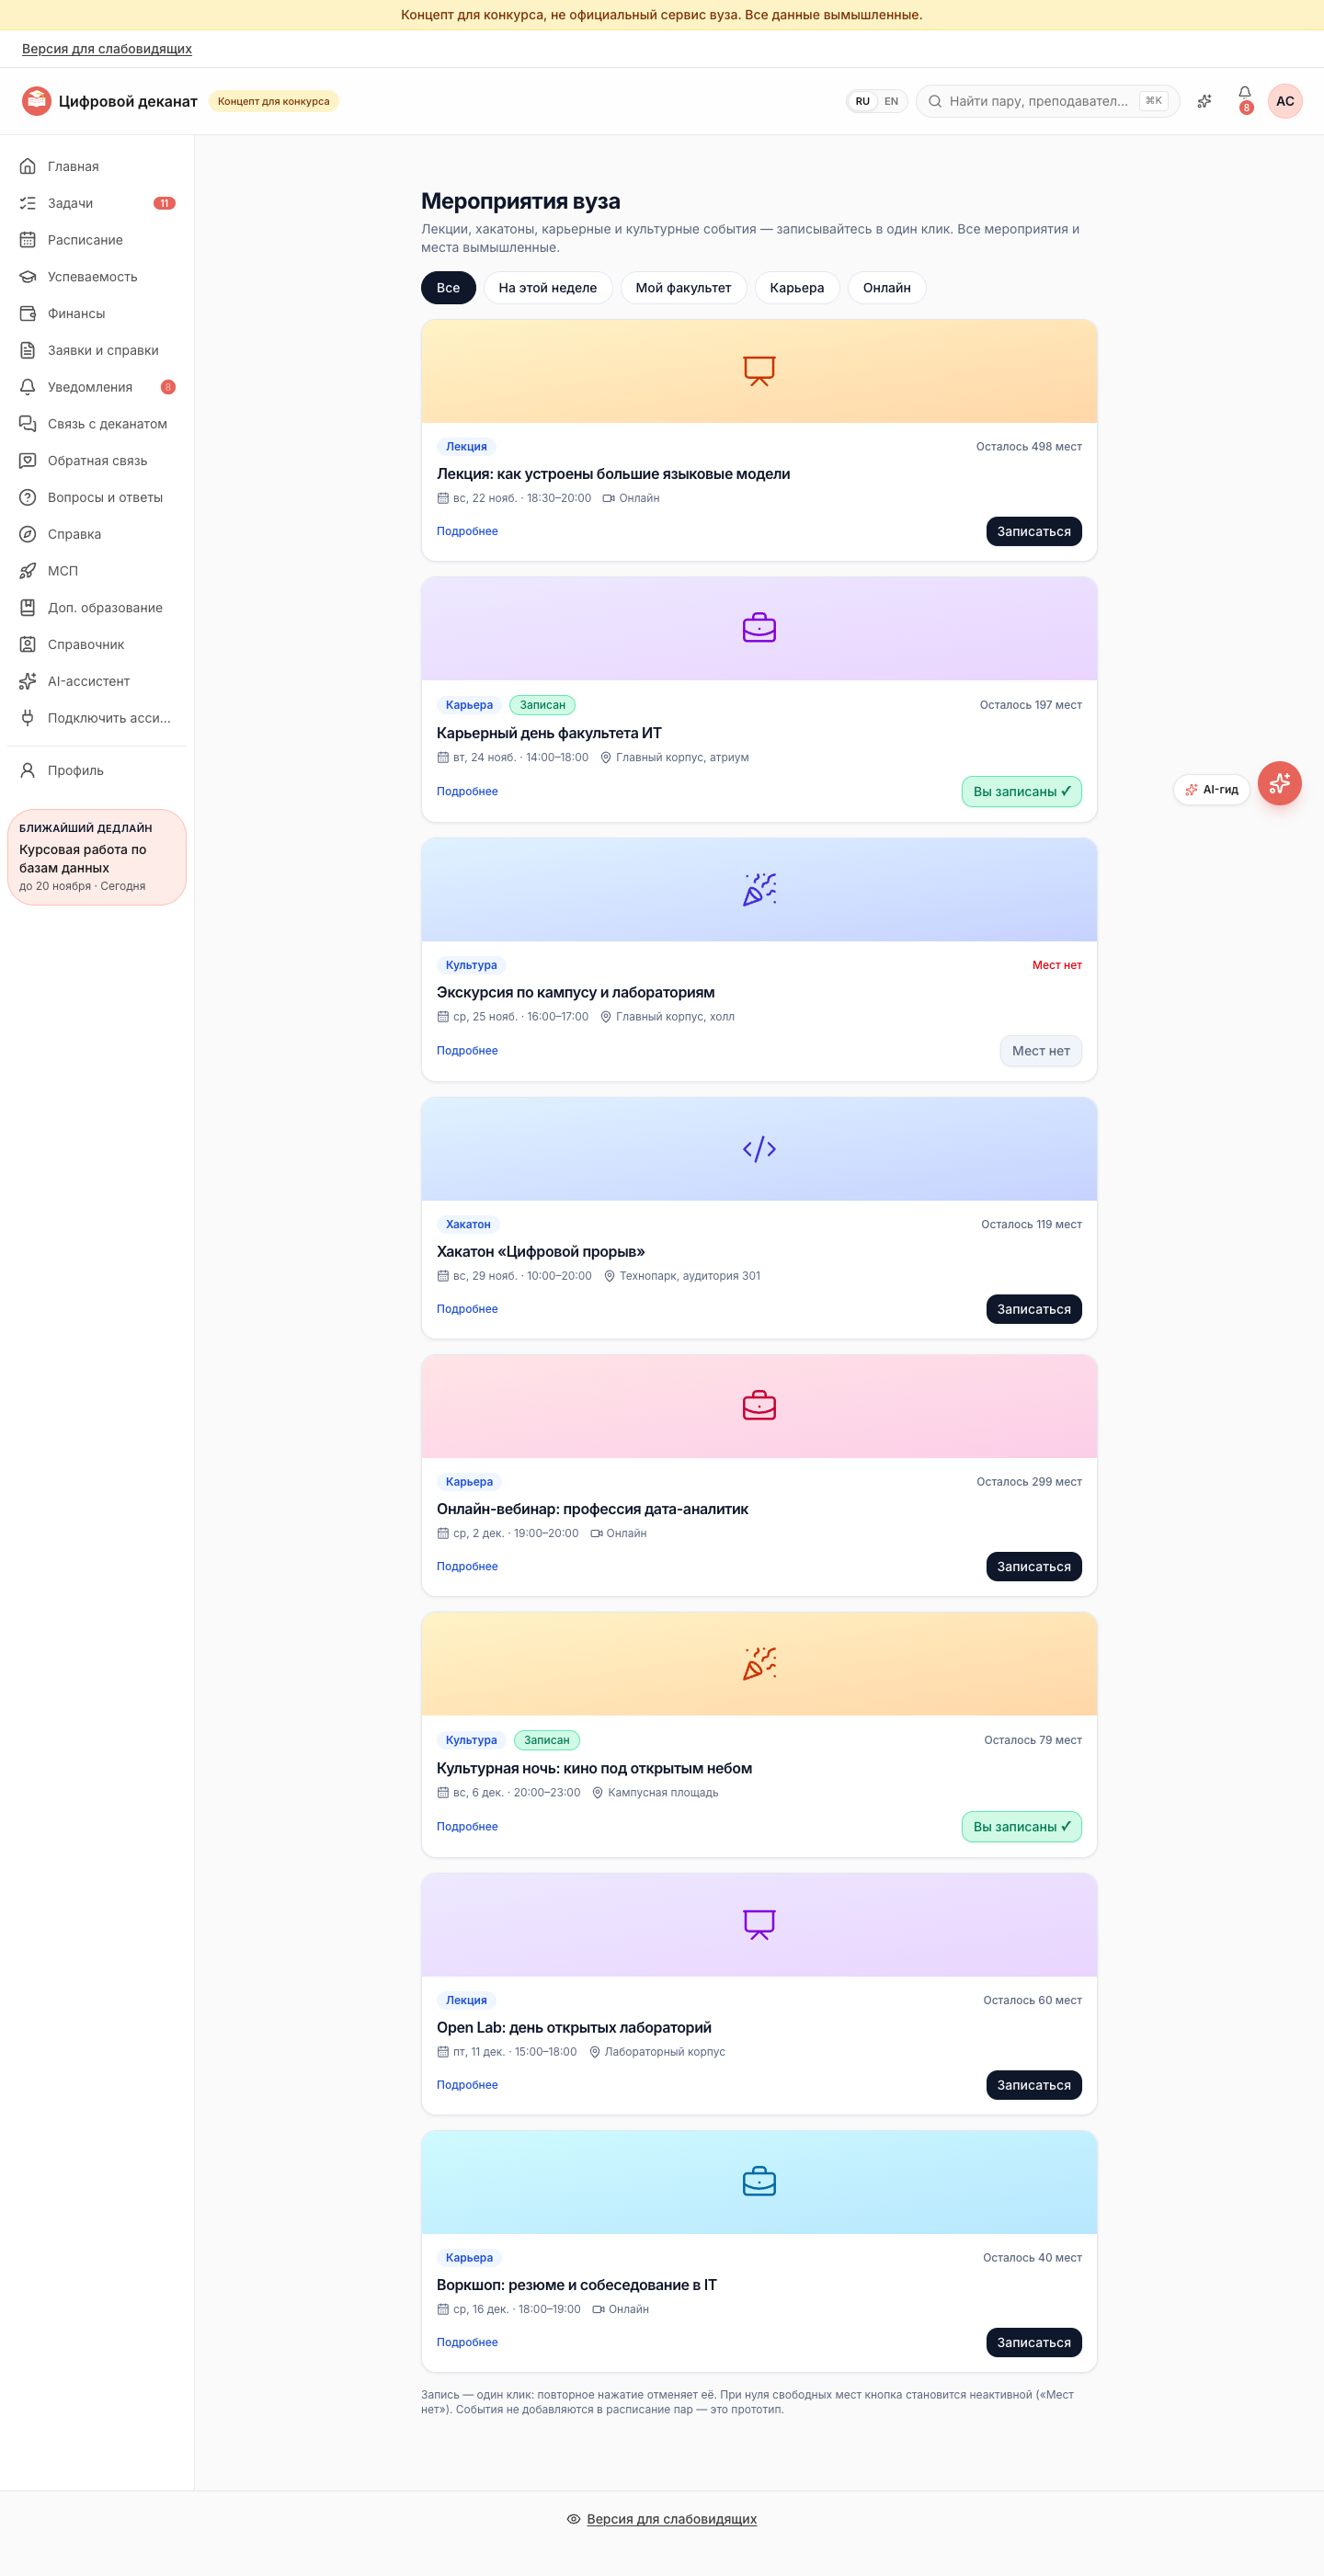 Концепт для конкурса, не официальный сервис вуза. Все данные вымышленные.
Версия для слабовидящих
Цифровой деканат
Концепт для конкурса
RU EN
Найти пару, преподавател... ⌘K
8
АС
Главная
Задачи 11
Расписание
Успеваемость
Финансы
Заявки и справки
Уведомления 8
Связь с деканатом
Обратная связь
Вопросы и ответы
Справка
МСП
Доп. образование
Справочник
AI-ассистент
Подключить асси...
Профиль
БЛИЖАЙШИЙ ДЕДЛАЙН
Курсовая работа по
базам данных
до 20 ноября · Сегодня
Мероприятия вуза
Лекции, хакатоны, карьерные и культурные события — записывайтесь в один клик. Все мероприятия и
места вымышленные.
Все
На этой неделе
Мой факультет
Карьера
Онлайн
Лекция
Осталось 498 мест
Лекция: как устроены большие языковые модели
вс, 22 нояб. · 18:30–20:00 Онлайн
Подробнее
Записаться
Карьера Записан
Осталось 197 мест
Карьерный день факультета ИТ
вт, 24 нояб. · 14:00–18:00 Главный корпус, атриум
Подробнее
Вы записаны ✓
AI-гид
Культура
Мест нет
Экскурсия по кампусу и лабораториям
ср, 25 нояб. · 16:00–17:00 Главный корпус, холл
Подробнее
Мест нет
Хакатон
Осталось 119 мест
Хакатон «Цифровой прорыв»
вс, 29 нояб. · 10:00–20:00 Технопарк, аудитория 301
Подробнее
Записаться
Карьера
Осталось 299 мест
Онлайн-вебинар: профессия дата-аналитик
ср, 2 дек. · 19:00–20:00 Онлайн
Подробнее
Записаться
Культура Записан
Осталось 79 мест
Культурная ночь: кино под открытым небом
вс, 6 дек. · 20:00–23:00 Кампусная площадь
Подробнее
Вы записаны ✓
Лекция
Осталось 60 мест
Open Lab: день открытых лабораторий
пт, 11 дек. · 15:00–18:00 Лабораторный корпус
Подробнее
Записаться
Карьера
Осталось 40 мест
Воркшоп: резюме и собеседование в IT
ср, 16 дек. · 18:00–19:00 Онлайн
Подробнее
Записаться
Запись — один клик: повторное нажатие отменяет её. При нуля свободных мест кнопка становится неактивной («Мест
нет»). События не добавляются в расписание пар — это прототип.
Версия для слабовидящих